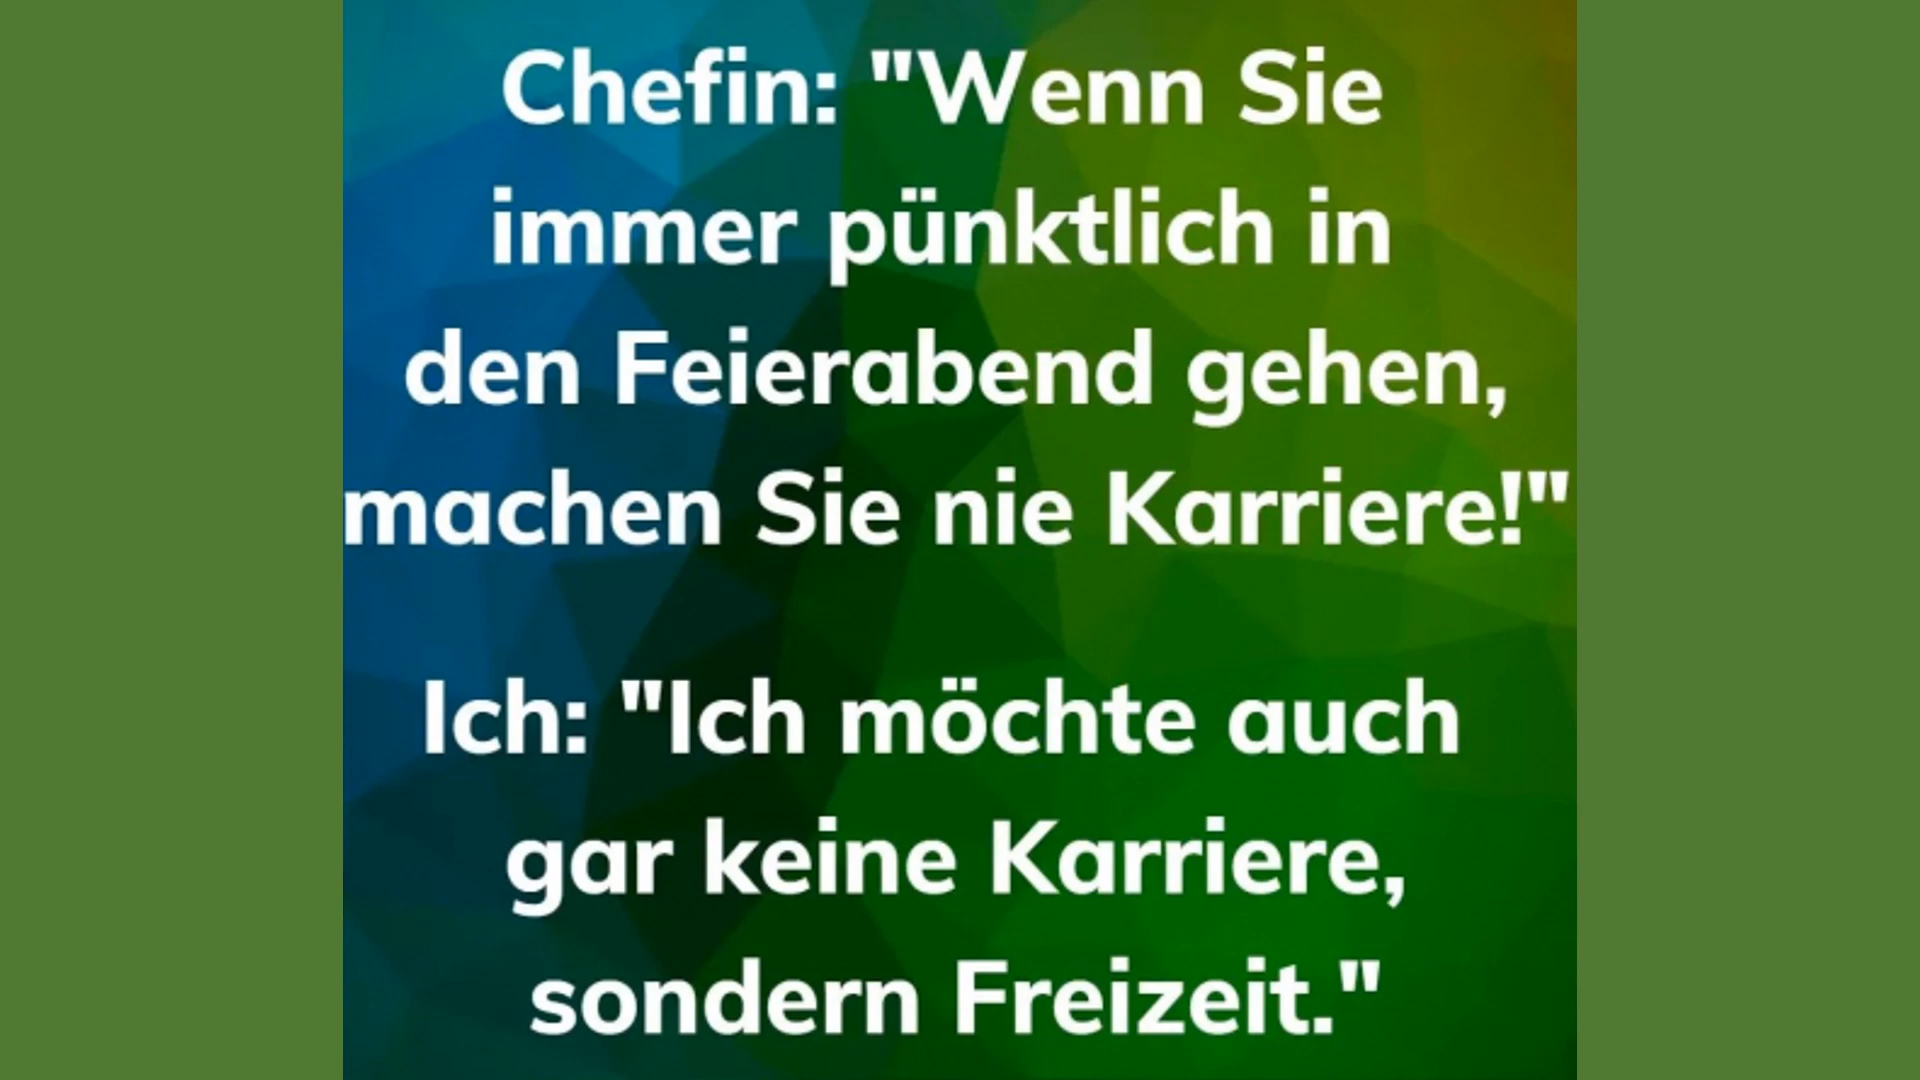 Chefin: "Wenn Sie
immer pünktlich in
den Feierabend gehen,
machen Sie nie Karriere!"
Ich: "Ich möchte auch
gar keine Karriere,
sondern Freizeit."